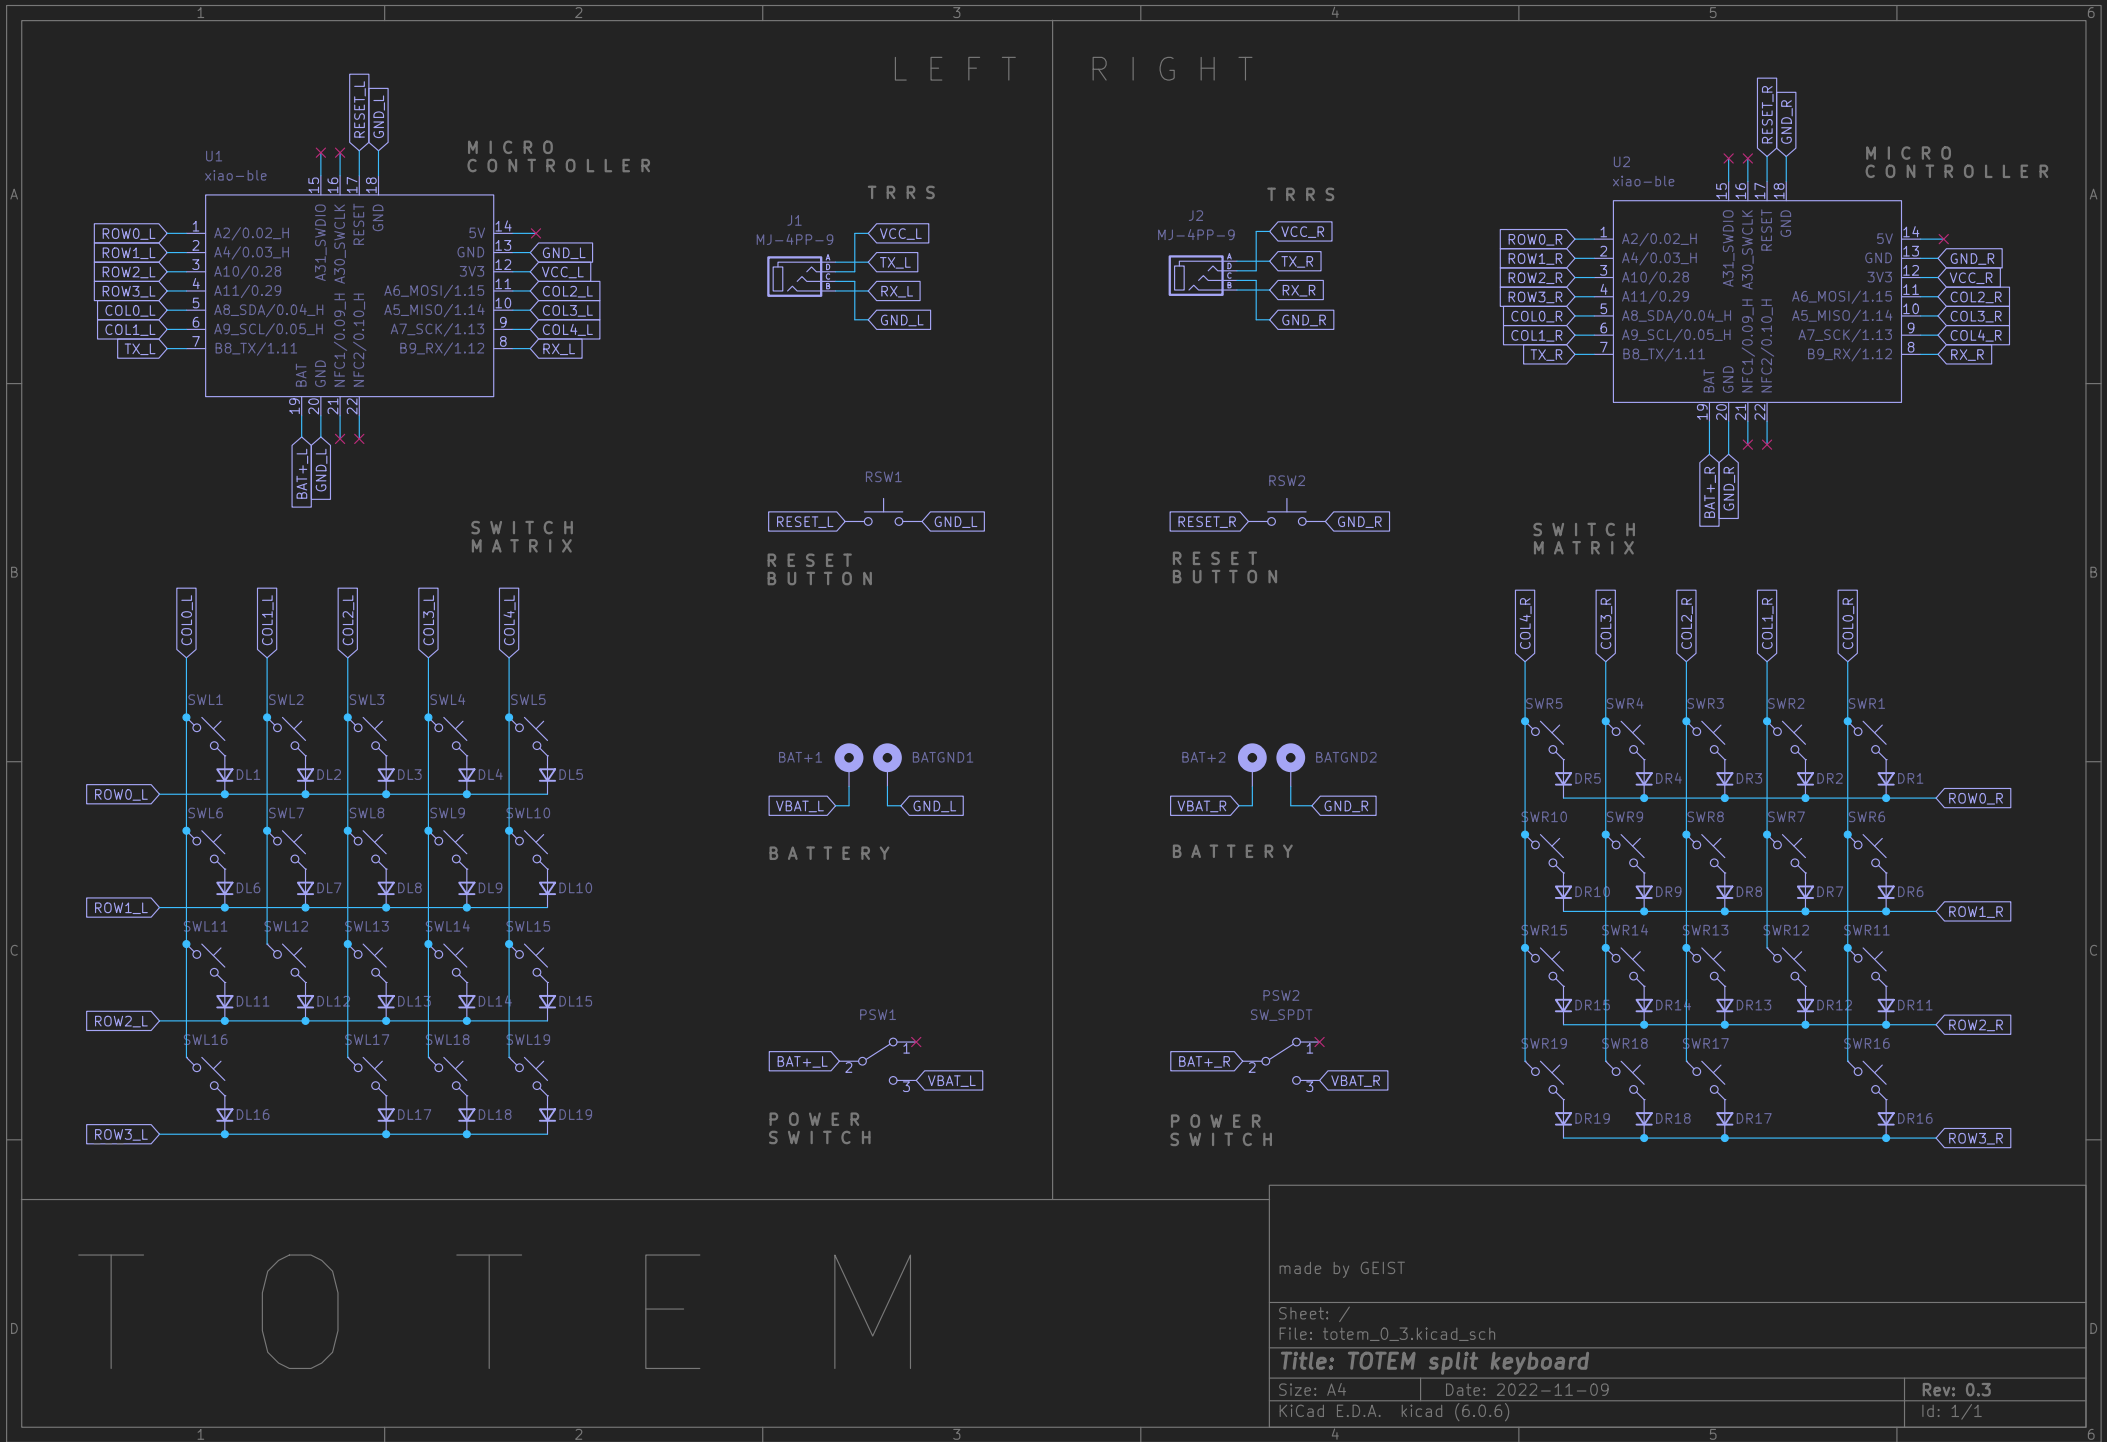 1 2 3 4 5 6
LEFT RIGHT
A
B
C
D
RESET_L
GND_L
U1
xiao-ble
MICRO
CONTROLLER
ROW0_L 1 A2/0.02_H
ROW1_L 2 A4/0.03_H
ROW2_L 3 A10/0.28
ROW3_L 4 A11/0.29
COL0_L 5 A8_SDA/0.04_H
COL1_L 6 A9_SCL/0.05_H
TX_L 7 B8_TX/1.11
15 A31_SWDIO
16 A30_SWCLK
17 RESET
18 GND
5V 14
GND 13 GND_L
3V3 12 VCC_L
A6_MOSI/1.15 11 COL2_L
A5_MISO/1.14 10 COL3_L
A7_SCK/1.13 9 COL4_L
B9_RX/1.12 8 RX_L
BAT 19 BAT+_L
GND 20 GND_L
NFC1/0.09_H 21
NFC2/0.10_H 22
TRRS
J1
MJ-4PP-9
A
D
C
B
VCC_L
TX_L
RX_L
GND_L
RSW1
RESET_L GND_L
RESET
BUTTON
BAT+1 BATGND1
VBAT_L GND_L
BATTERY
PSW1
BAT+_L 2 1
3 VBAT_L
POWER
SWITCH
SWITCH
MATRIX
COL0_L COL1_L COL2_L COL3_L COL4_L
SWL1 SWL2 SWL3 SWL4 SWL5
DL1 DL2 DL3 DL4 DL5
ROW0_L
SWL6 SWL7 SWL8 SWL9 SWL10
DL6 DL7 DL8 DL9 DL10
ROW1_L
SWL11 SWL12 SWL13 SWL14 SWL15
DL11 DL12 DL13 DL14 DL15
ROW2_L
SWL16 SWL17 SWL18 SWL19
DL16 DL17 DL18 DL19
ROW3_L
TRRS
J2
MJ-4PP-9
A
D
C
B
VCC_R
TX_R
RX_R
GND_R
RSW2
RESET_R GND_R
RESET
BUTTON
BAT+2 BATGND2
VBAT_R GND_R
BATTERY
PSW2
SW_SPDT
BAT+_R 2 1
3 VBAT_R
POWER
SWITCH
RESET_R
GND_R
U2
xiao-ble
MICRO
CONTROLLER
ROW0_R 1 A2/0.02_H
ROW1_R 2 A4/0.03_H
ROW2_R 3 A10/0.28
ROW3_R 4 A11/0.29
COL0_R 5 A8_SDA/0.04_H
COL1_R 6 A9_SCL/0.05_H
TX_R 7 B8_TX/1.11
15 A31_SWDIO
16 A30_SWCLK
17 RESET
18 GND
5V 14
GND 13 GND_R
3V3 12 VCC_R
A6_MOSI/1.15 11 COL2_R
A5_MISO/1.14 10 COL3_R
A7_SCK/1.13 9 COL4_R
B9_RX/1.12 8 RX_R
BAT 19 BAT+_R
GND 20 GND_R
NFC1/0.09_H 21
NFC2/0.10_H 22
SWITCH
MATRIX
COL4_R COL3_R COL2_R COL1_R COL0_R
SWR5 SWR4 SWR3 SWR2 SWR1
DR5 DR4 DR3 DR2 DR1
ROW0_R
SWR10 SWR9 SWR8 SWR7 SWR6
DR10 DR9 DR8 DR7 DR6
ROW1_R
SWR15 SWR14 SWR13 SWR12 SWR11
DR15 DR14 DR13 DR12 DR11
ROW2_R
SWR19 SWR18 SWR17 SWR16
DR19 DR18 DR17 DR16
ROW3_R
A
B
C
D
TOTEM
made by GEIST
Sheet: /
File: totem_0_3.kicad_sch
Title: TOTEM split keyboard
Size: A4 Date: 2022-11-09 Rev: 0.3
KiCad E.D.A. kicad (6.0.6) Id: 1/1
1 2 3 4 5 6